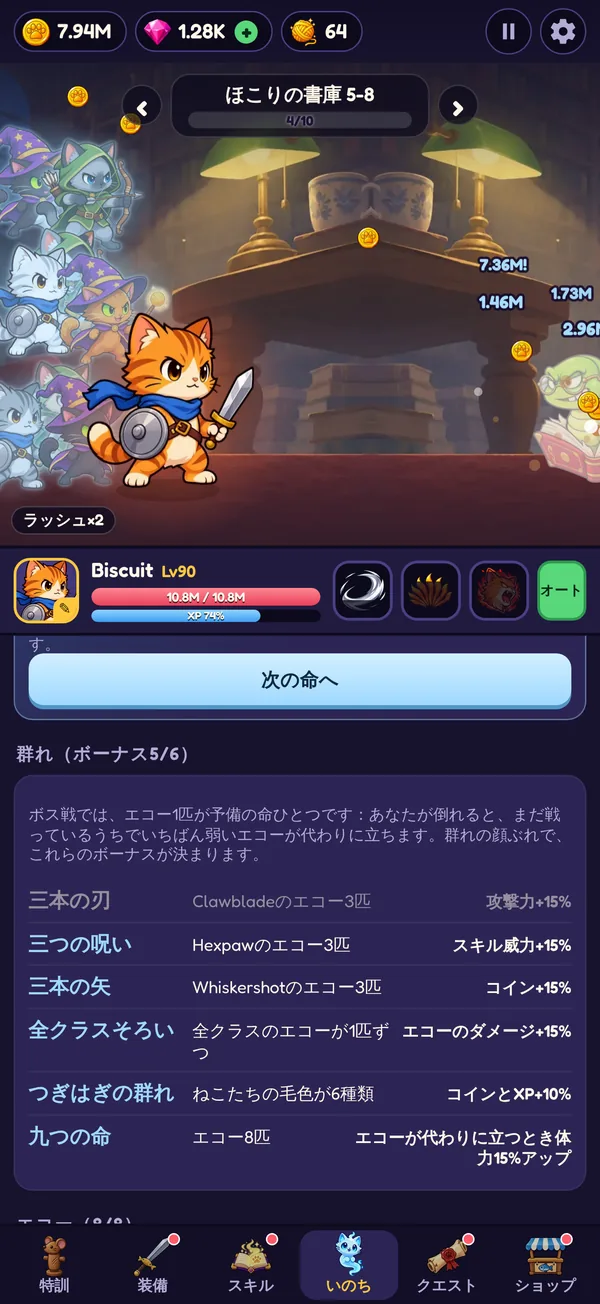 7.94M
1.28K
64
ほこりの書庫 5-8
4/10
7.36M!
1.46M
1.73M
ラッシュ×2
Biscuit Lv90
10.8M / 10.8M
XP 74%
オート
す。
次の命へ
群れ（ボーナス5/6）
ボス戦では、エコー1匹が予備の命ひとつです：あなたが倒れると、まだ戦
っているうちでいちばん弱いエコーが代わりに立ちます。群れの顔ぶれで、
これらのボーナスが決まります。
三本の刃 Clawbladeのエコー3匹 攻撃力+15%
三つの呪い Hexpawのエコー3匹 スキル威力+15%
三本の矢 Whiskershotのエコー3匹 コイン+15%
全クラスそろい 全クラスのエコーが1匹ず エコーのダメージ+15%
つ
つぎはぎの群れ ねこたちの毛色が6種類 コインとXP+10%
九つの命 エコー8匹 エコーが代わりに立つとき体
力15%アップ
特訓
装備
スキル
いのち
クエスト
ショップ